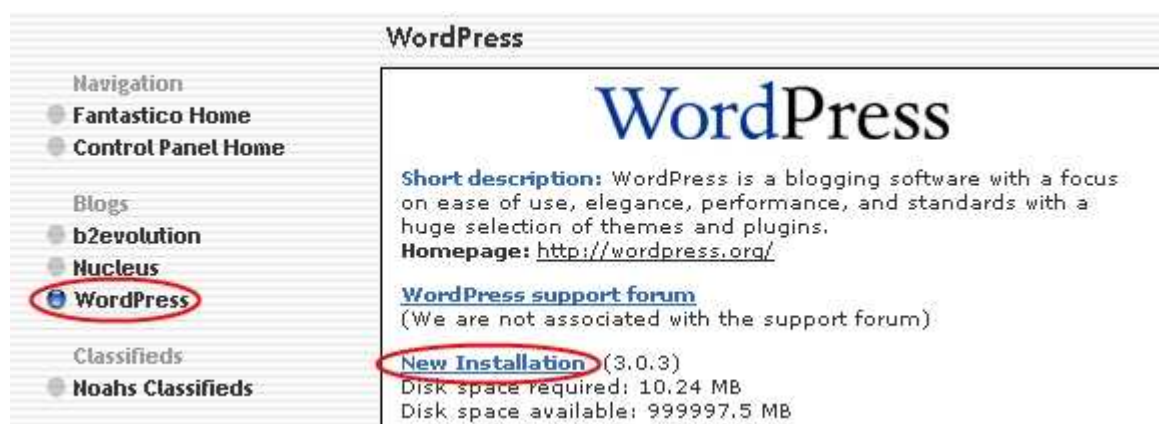 WordPress
Navigation
Fantastico Home
Control Panel Home
Blogs
b2evolution
Nucleus
WordPress
Classifieds
Noahs Classifieds
WordPress
Short description: WordPress is a blogging software with a focus
on ease of use, elegance, performance, and standards with a
huge selection of themes and plugins.
Homepage: http://wordpress.org/
WordPress support forum
(We are not associated with the support forum)
New Installation (3.0.3)
Disk space required: 10.24 MB
Disk space available: 999997.5 MB